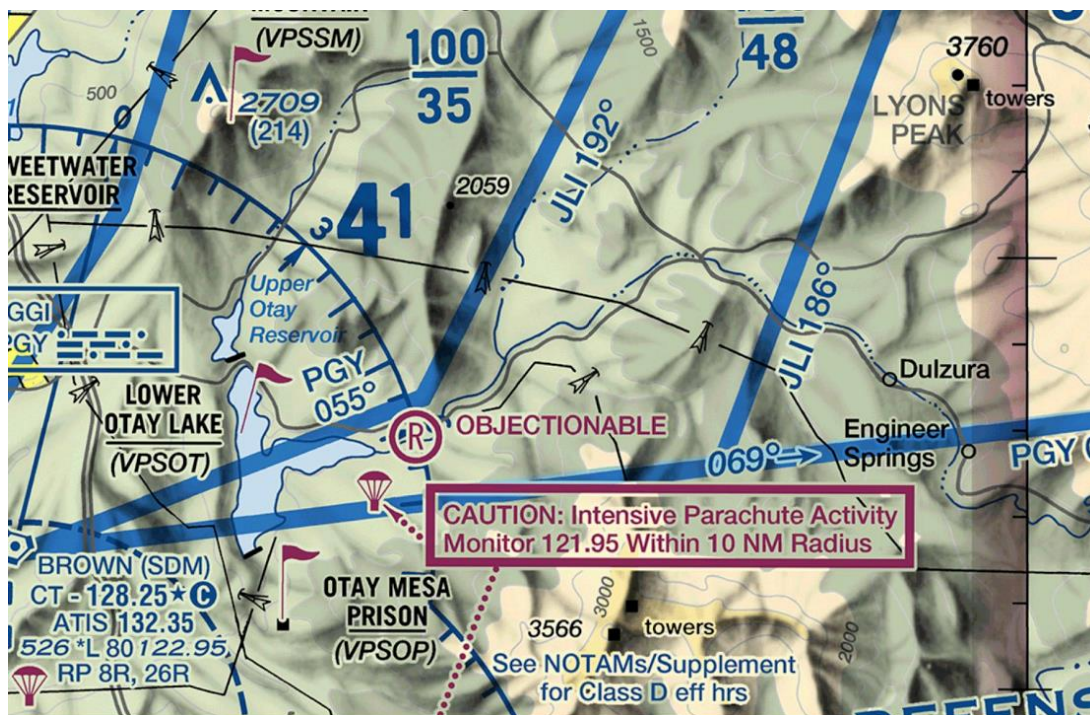 MOUNTAIN
(VPSSM)
100
35
48
1500
3760
towers
LYONS
PEAK
500
2709
(214)
SWEETWATER
RESERVOIR
3
41
2059
JLI 192°
Upper
Otay
Reservoir
GGI
PGY
PGY
055°
JLI 186°
LOWER
OTAY LAKE
(VPSOT)
R
OBJECTIONABLE
Dulzura
Engineer
Springs
069°
PGY
CAUTION: Intensive Parachute Activity
Monitor 121.95 Within 10 NM Radius
BROWN (SDM)
CT - 128.25 ★ C
ATIS 132.35
526 *L 80 122.95
RP 8R, 26R
OTAY MESA
PRISON
(VPSOP)
3000
3566
towers
2000
See NOTAMs/Supplement
for Class D eff hrs
DEFENS